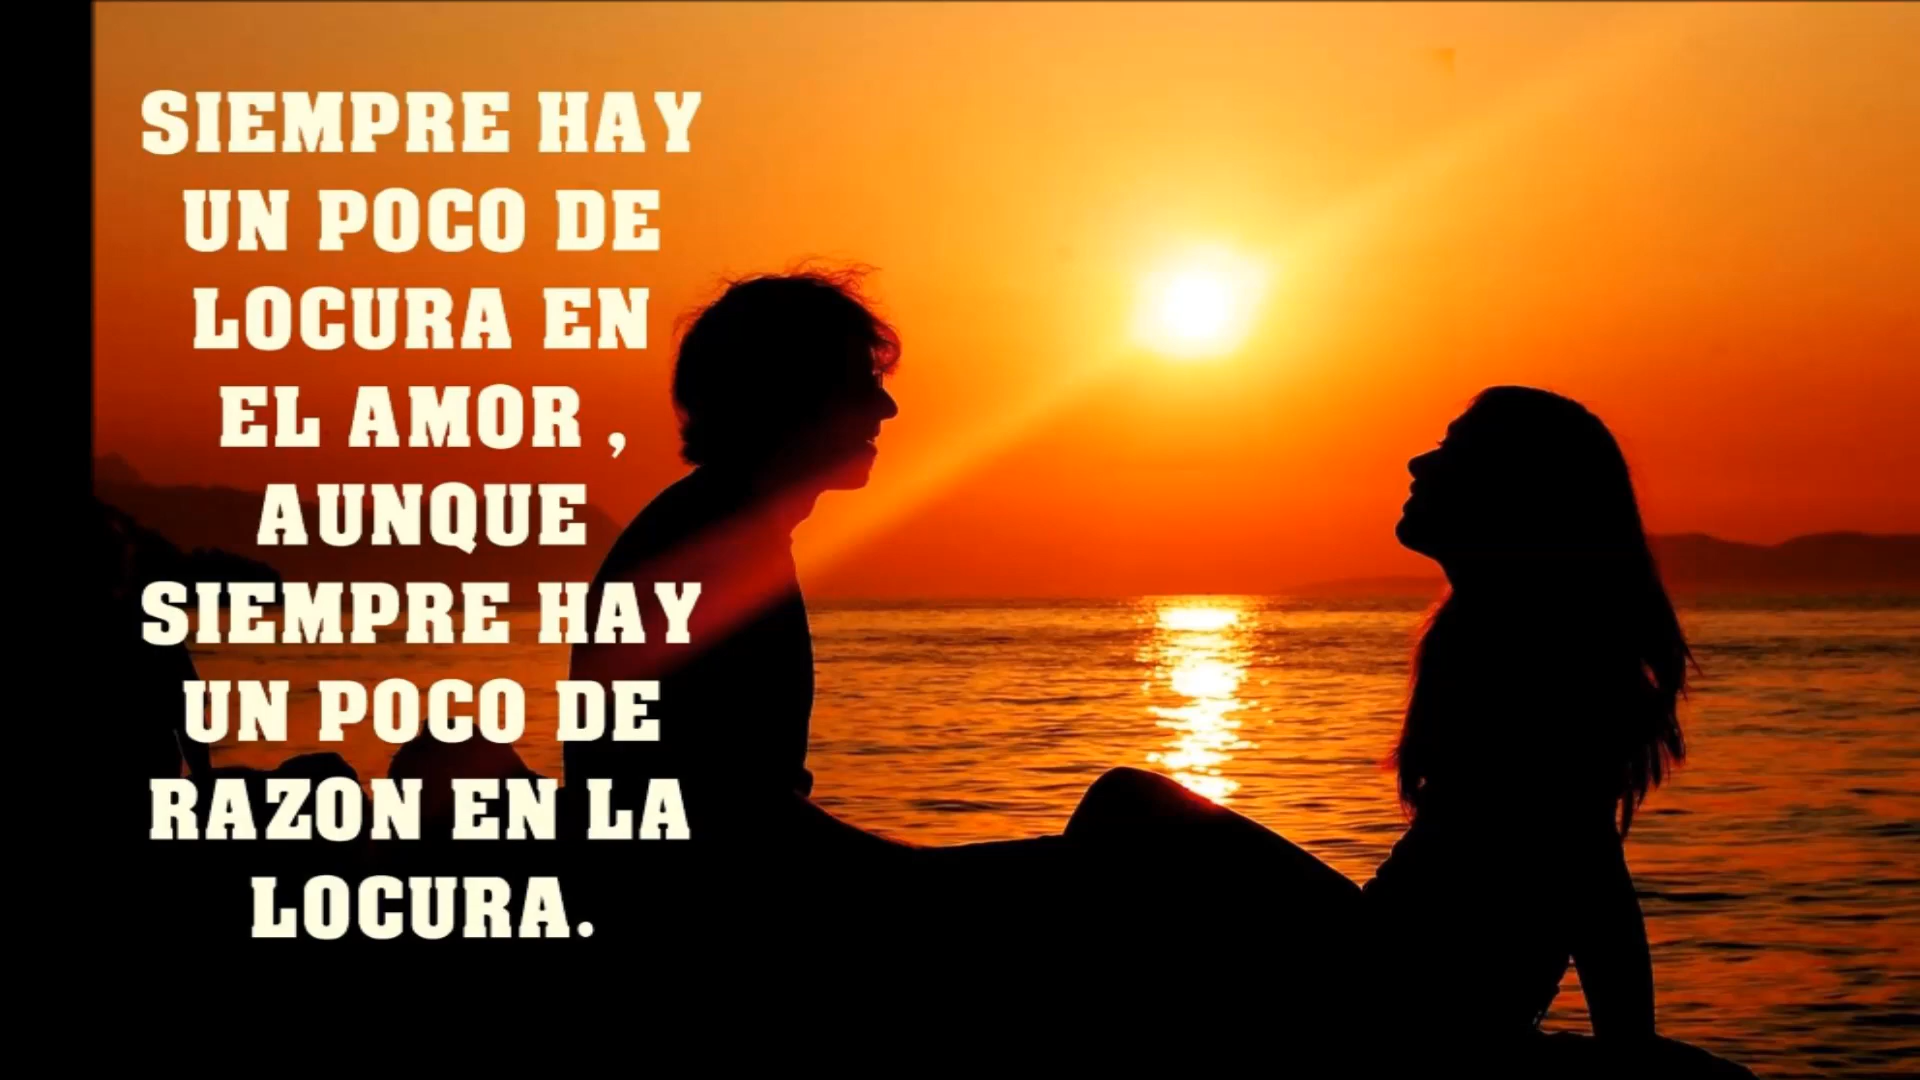 SIEMPRE HAY
UN POCO DE
LOCURA EN
EL AMOR ,
AUNQUE
SIEMPRE HAY
UN POCO DE
RAZON EN LA
LOCURA.